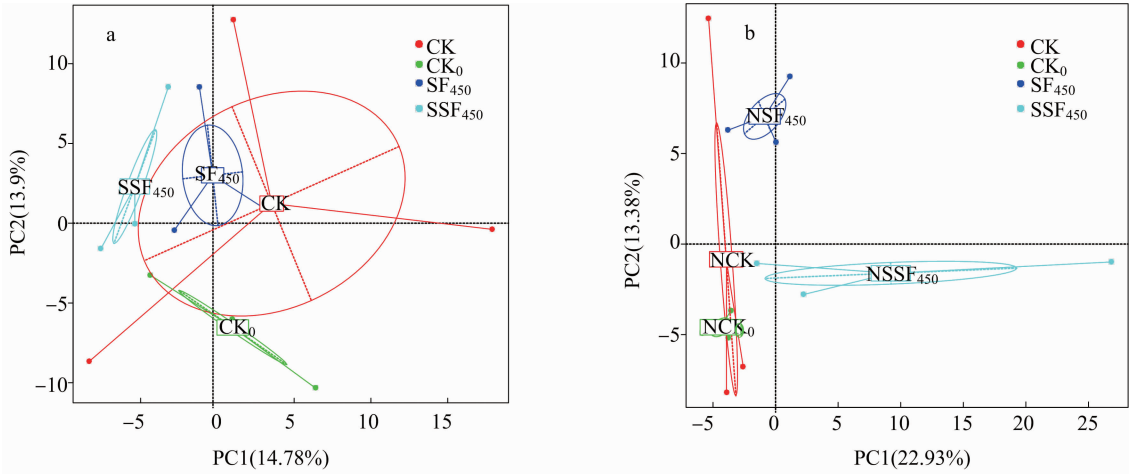 a
CK
CK₀
SF₄₅₀
SSF₄₅₀
10
5
0
−5
−10
PC2(13.9%)
SSF₄₅₀
SF₄₅₀
CK
CK₀
−5 0 5 10 15
PC1(14.78%)
b
CK
CK₀
SF₄₅₀
SSF₄₅₀
10
5
0
−5
PC2(13.38%)
NSF₄₅₀
NCK
NSSF₄₅₀
NCK₀
−5 0 5 10 15 20 25
PC1(22.93%)